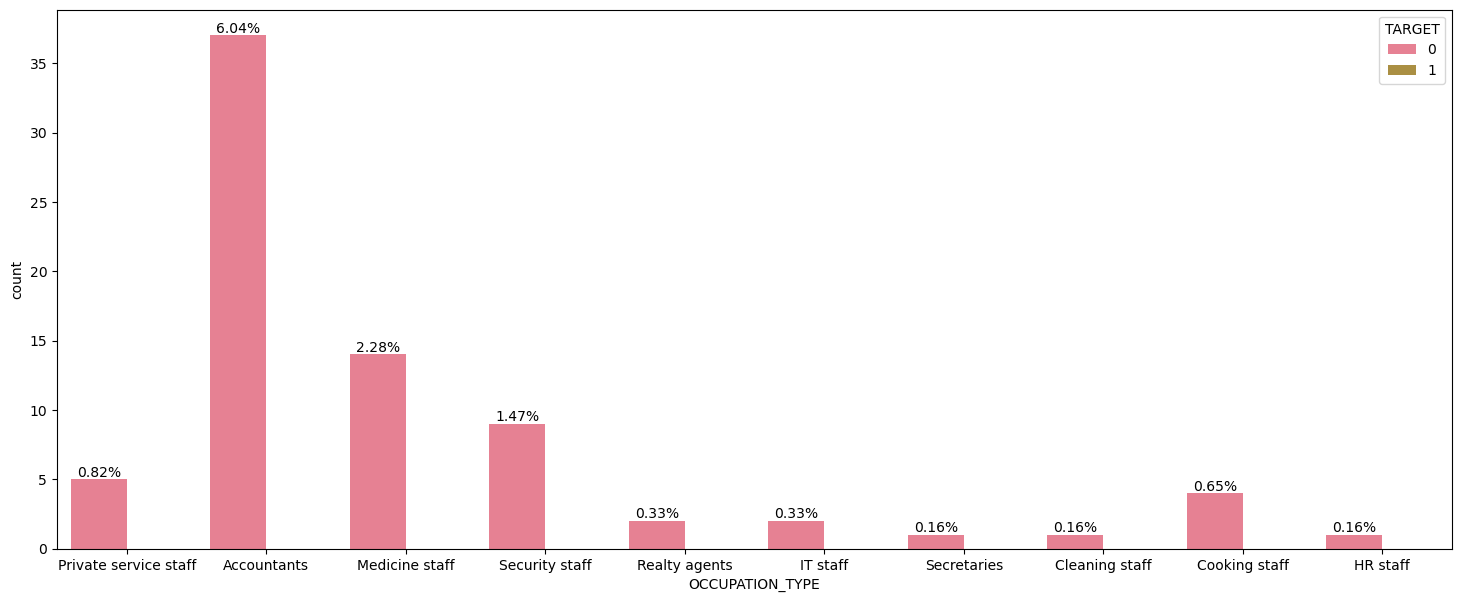 TARGET
0
1
6.04%
2.28%
1.47%
0.82%
0.33%
0.33%
0.16%
0.16%
0.65%
0.16%
35
30
25
20
15
10
5
0
count
Private service staff
Accountants
Medicine staff
Security staff
Realty agents
IT staff
Secretaries
Cleaning staff
Cooking staff
HR staff
OCCUPATION_TYPE